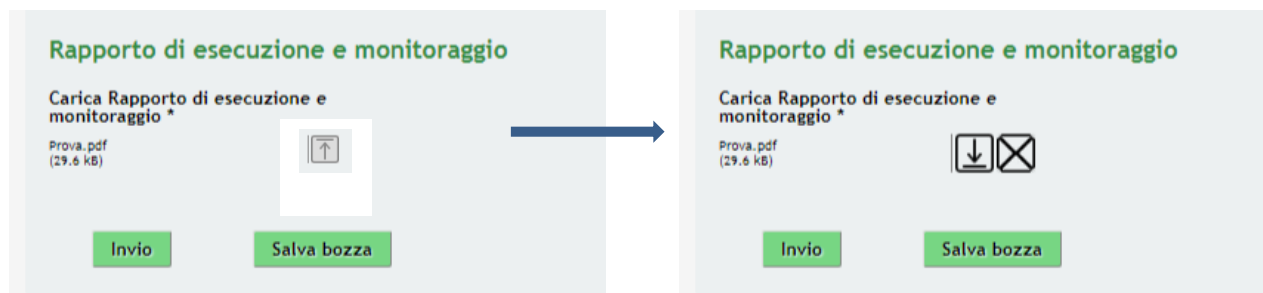 Rapporto di esecuzione e monitoraggio
Carica Rapporto di esecuzione e
monitoraggio *
Prova.pdf
(29.6 kB)
Invio
Salva bozza
Rapporto di esecuzione e monitoraggio
Carica Rapporto di esecuzione e
monitoraggio *
Prova.pdf
(29.6 kB)
Invio
Salva bozza